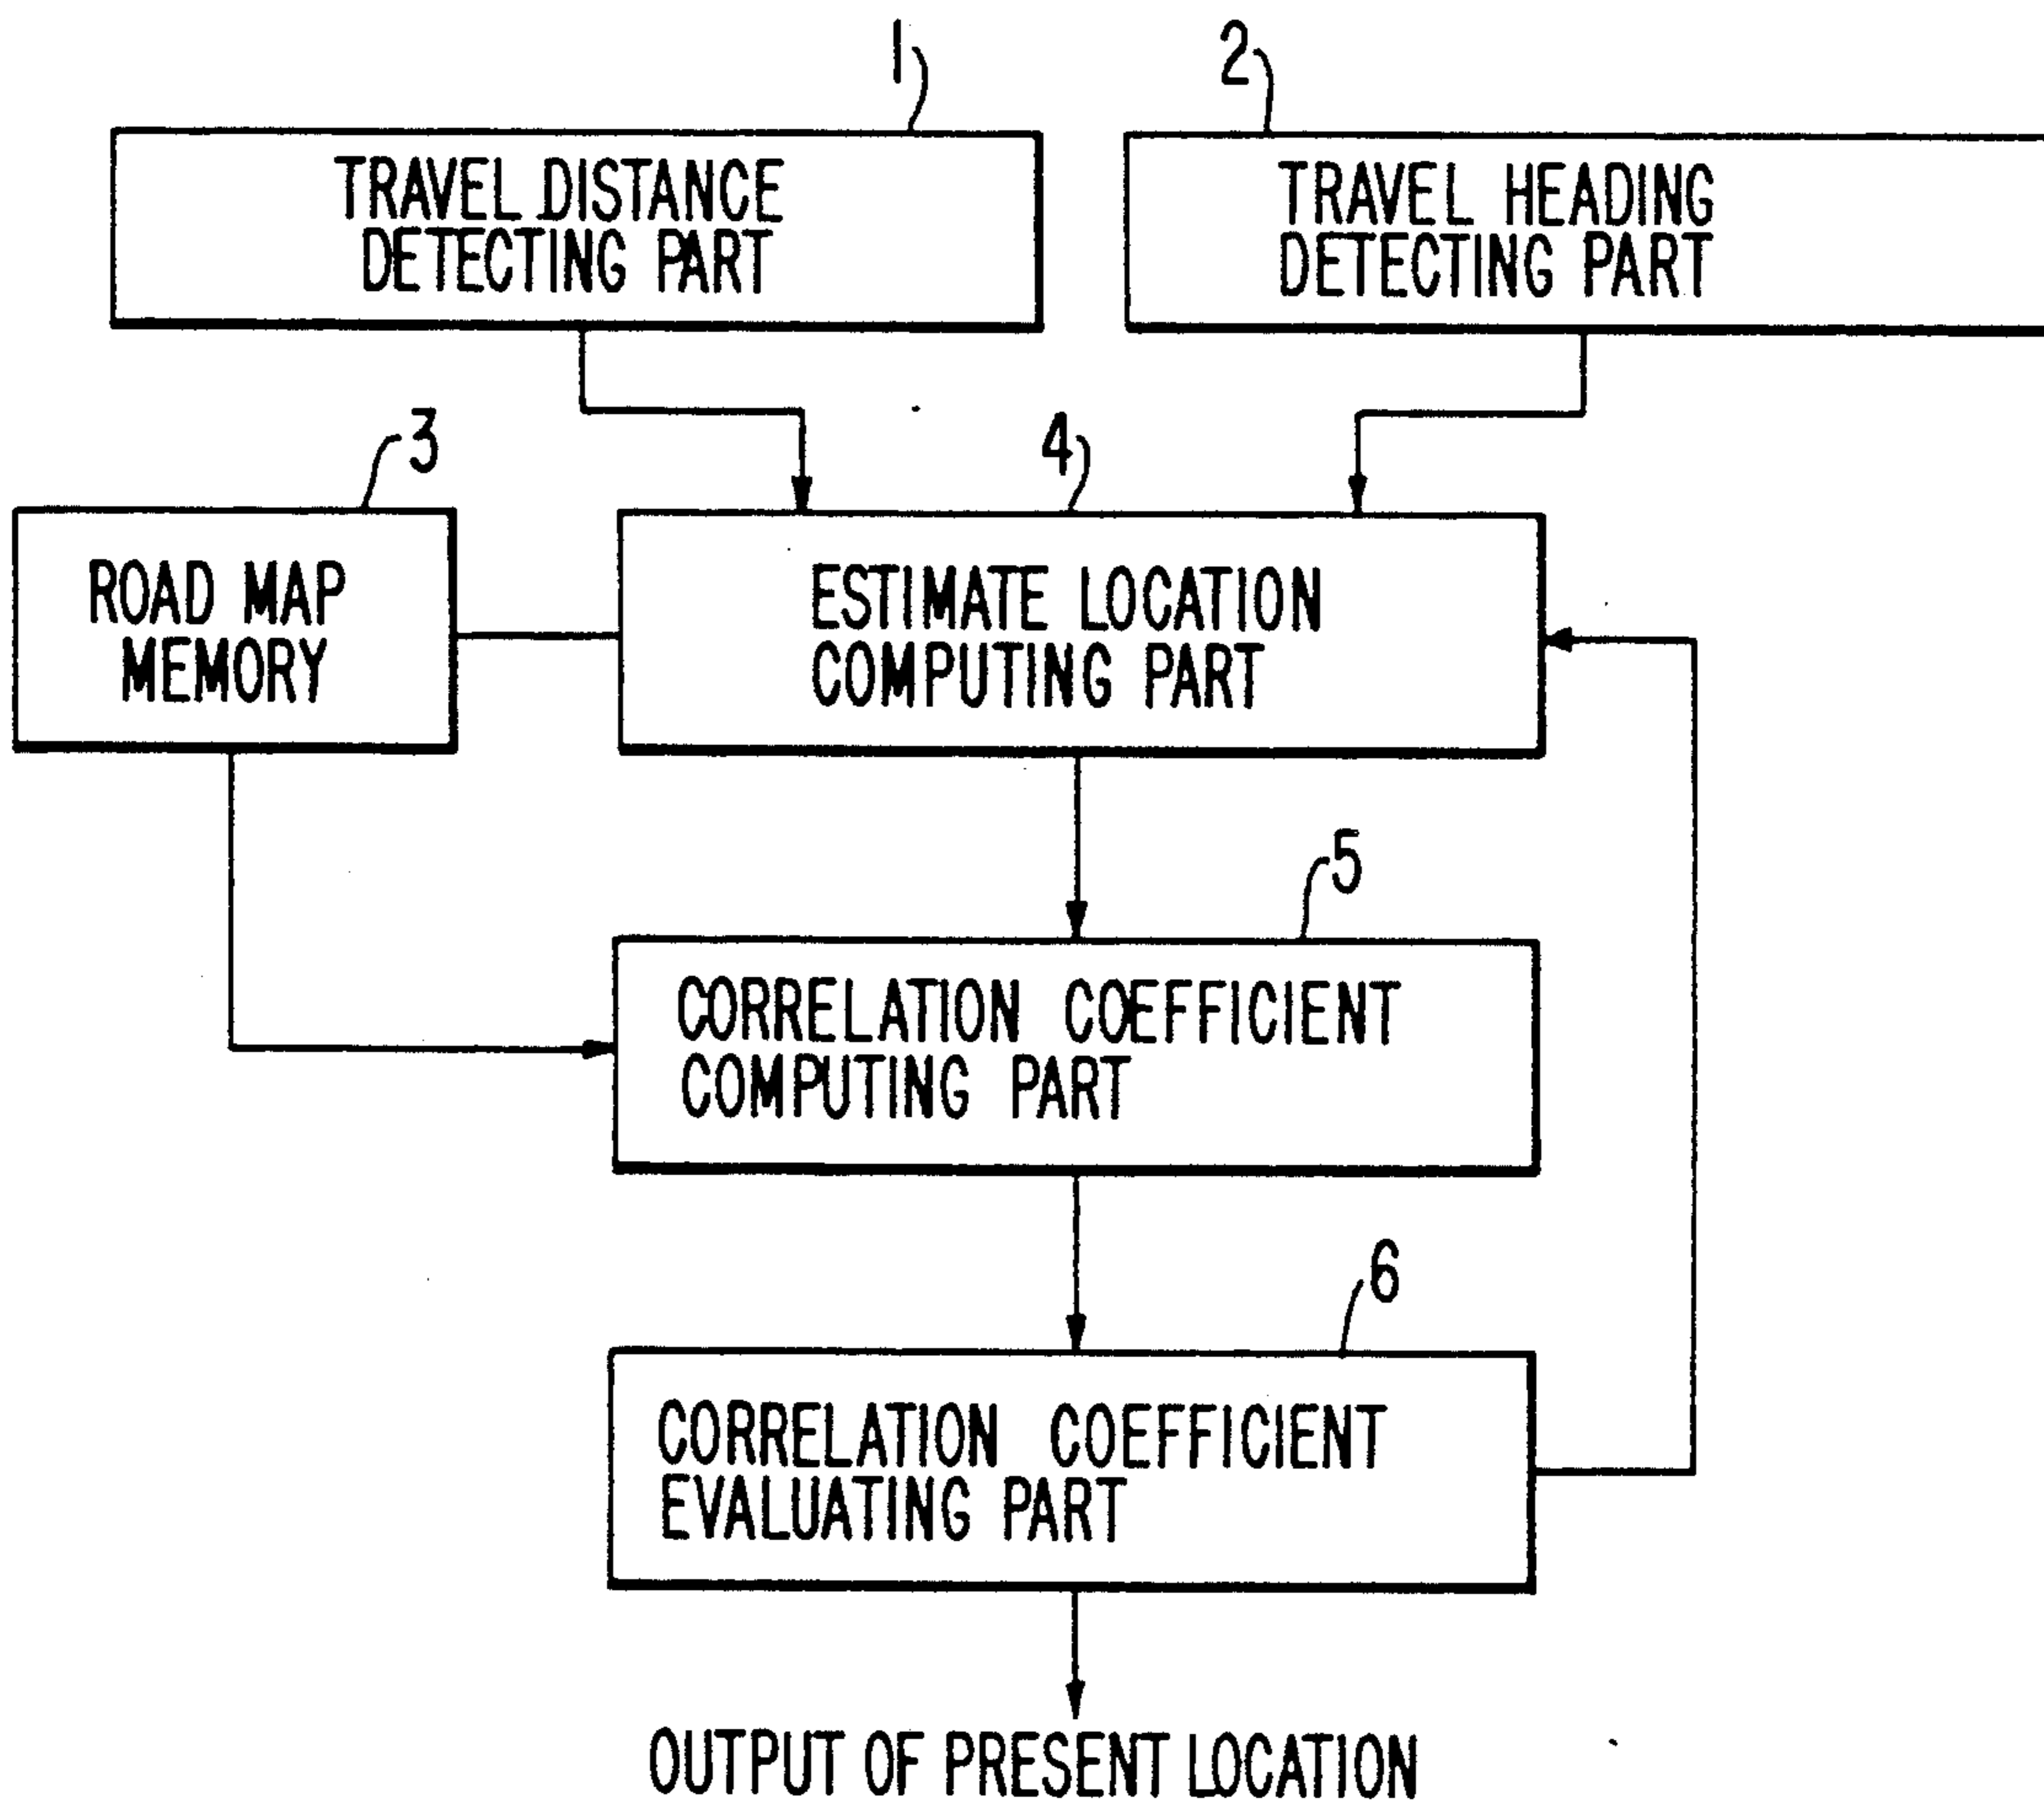 1
2
TRAVEL DISTANCE
DETECTING PART
TRAVEL HEADING
DETECTING PART
3
4
ROAD MAP
MEMORY
ESTIMATE LOCATION
COMPUTING PART
5
CORRELATION COEFFICIENT
COMPUTING PART
6
CORRELATION COEFFICIENT
EVALUATING PART
OUTPUT OF PRESENT LOCATION